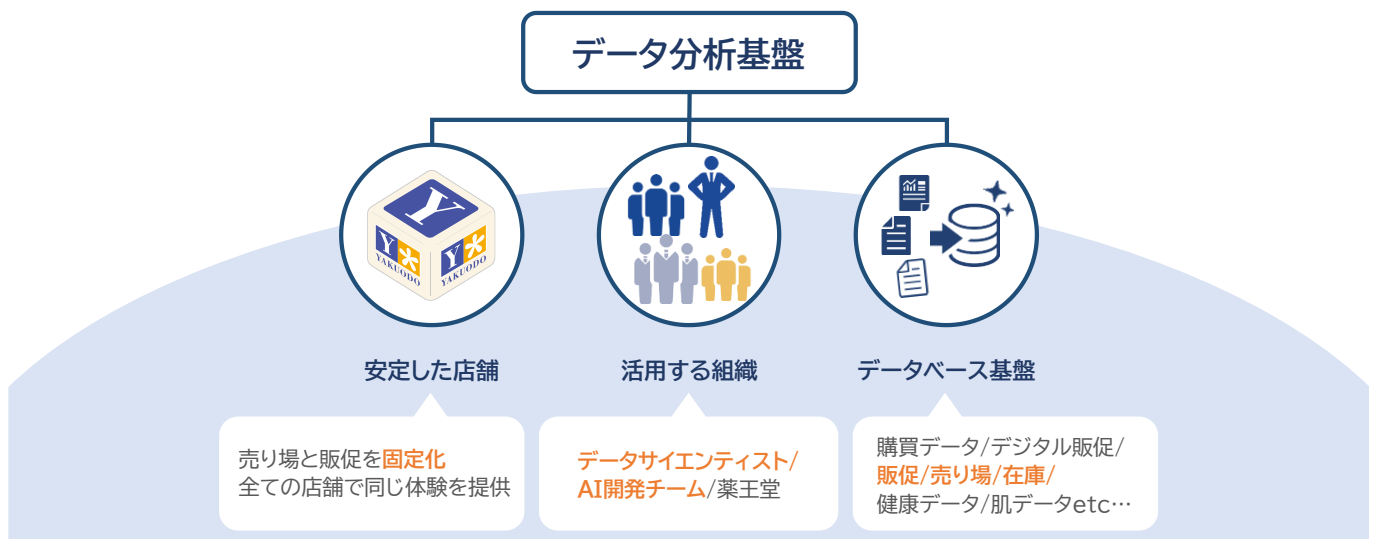 データ分析基盤
Y
Y
YAKUODO
Y
YAKUODO
安定した店舗
活用する組織
データベース基盤
売り場と販促を固定化
全ての店舗で同じ体験を提供
データサイエンティスト/
AI開発チーム/薬王堂
購買データ/デジタル販促/
販促/売り場/在庫/
健康データ/肌データetc…